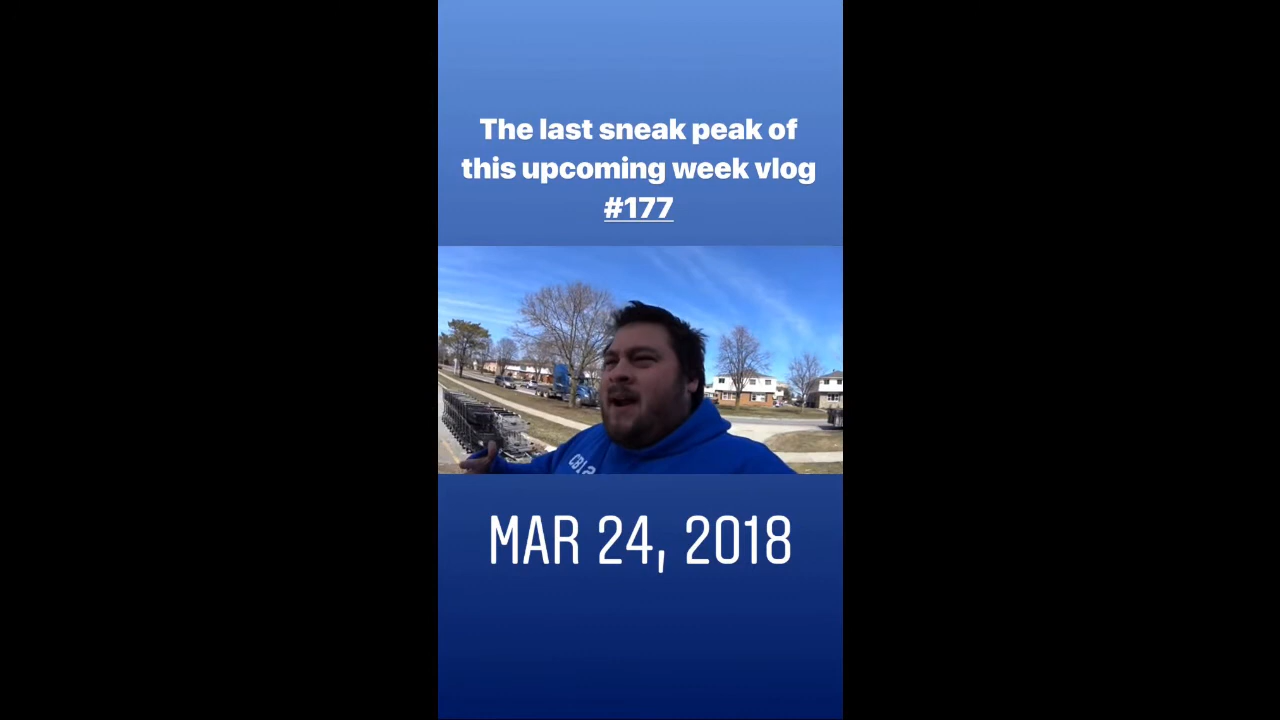 The last sneak peak of
this upcoming week vlog
#177
MAR 24, 2018